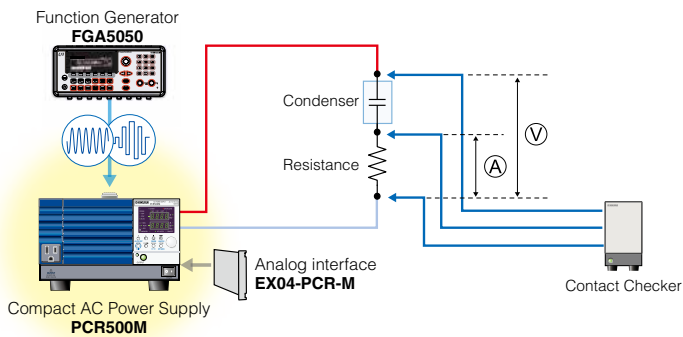 Function Generator
FGA5050
Condenser
Resistance
V
A
Analog interface
EX04-PCR-M
Compact AC Power Supply
PCR500M
Contact Checker